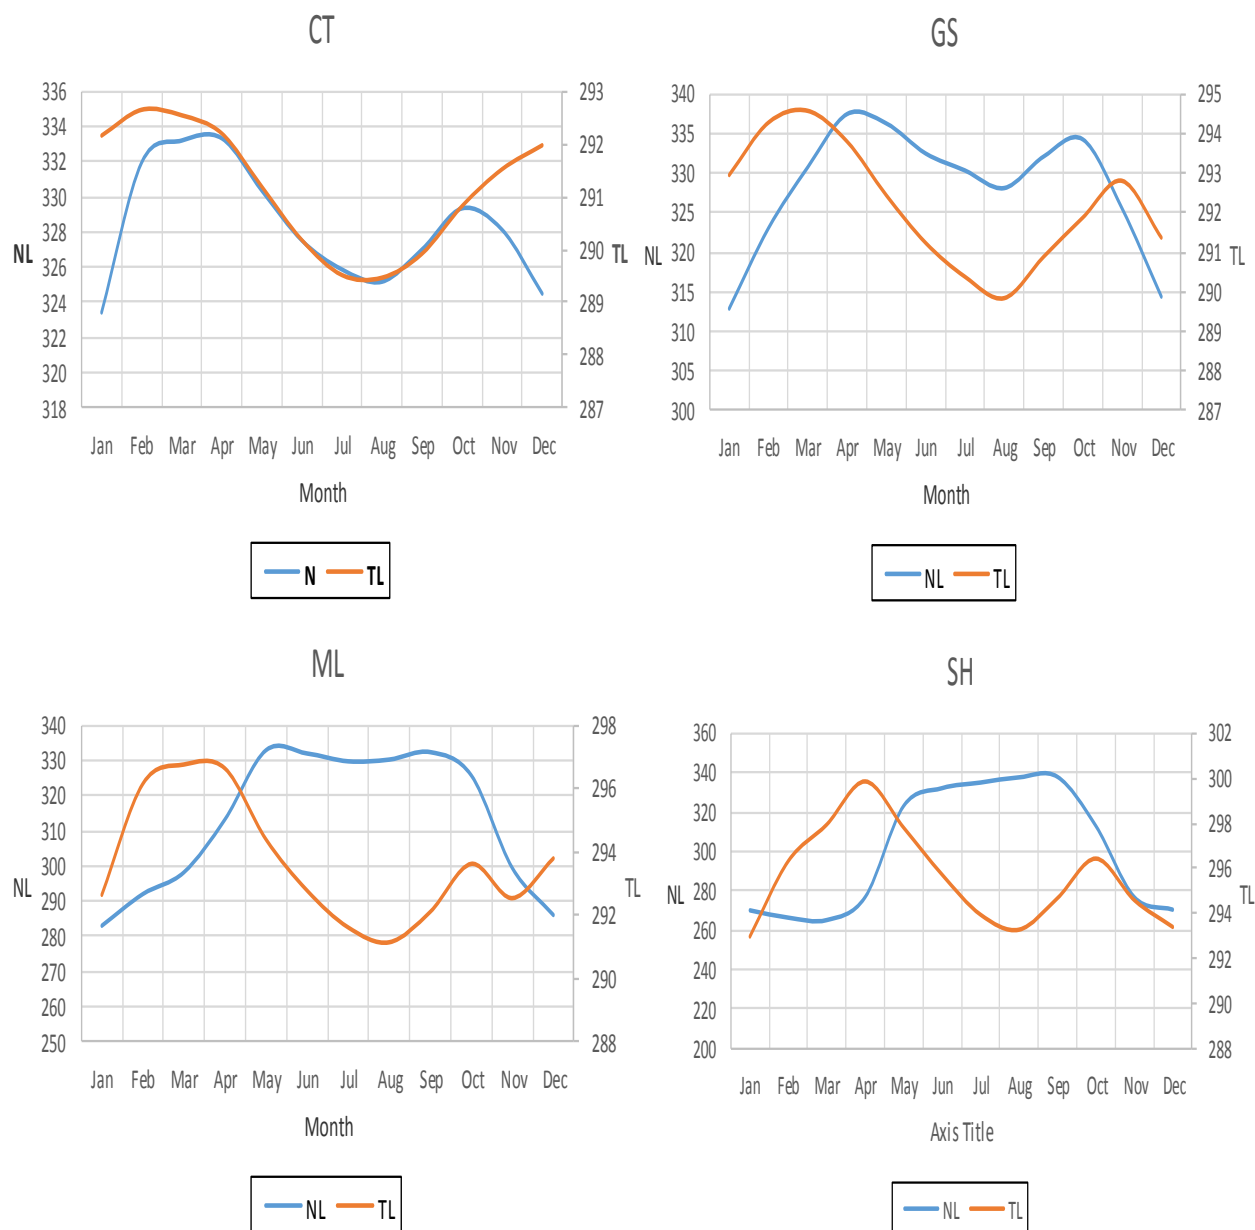 CT
336
334
332
330
328
326
324
322
320
318
NL
293
292
291
290
289
288
287
TL
Jan Feb Mar Apr May Jun Jul Aug Sep Oct Nov Dec
Month
N TL
GS
340
335
330
325
320
315
310
305
300
NL
295
294
293
292
291
290
289
288
287
TL
Jan Feb Mar Apr May Jun Jul Aug Sep Oct Nov Dec
Month
NL TL
ML
340
330
320
310
300
290
280
270
260
250
NL
298
296
294
292
290
288
TL
Jan Feb Mar Apr May Jun Jul Aug Sep Oct Nov Dec
Month
NL TL
SH
360
340
320
300
280
260
240
220
200
NL
302
300
298
296
294
292
290
288
TL
Jan Feb Mar Apr May Jun Jul Aug Sep Oct Nov Dec
Axis Title
NL TL